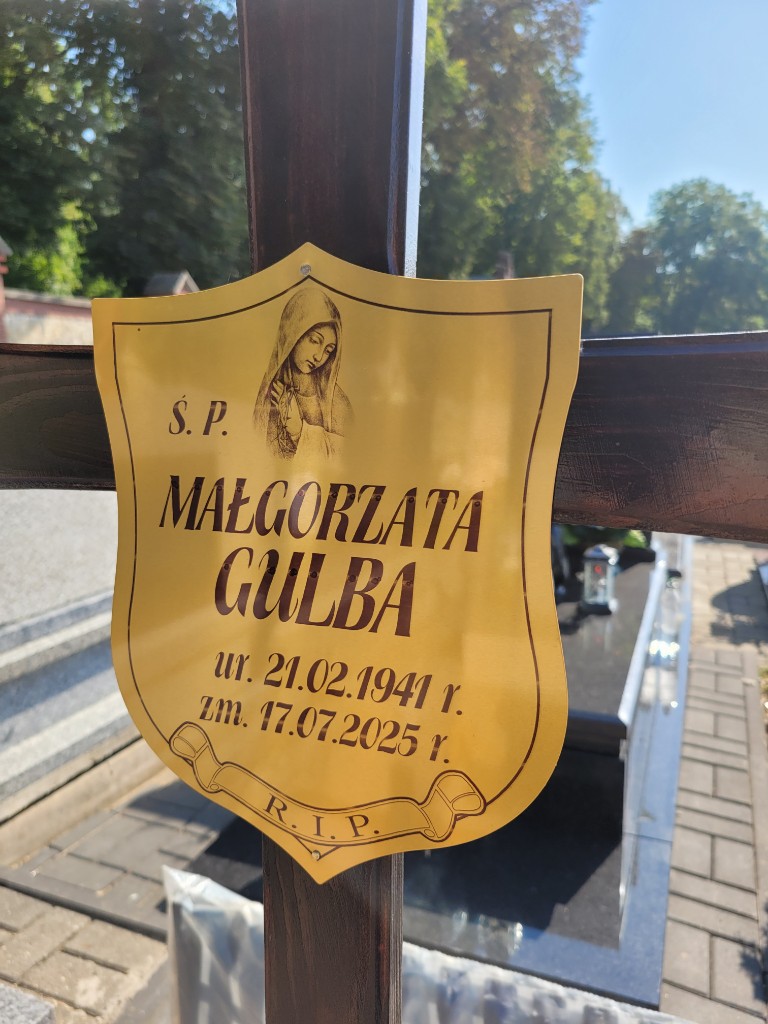 Ś. P.
MAŁGORZATA
GULBA
ur. 21.02.1941 r.
zm. 17.07.2025 r.
R. I. P.